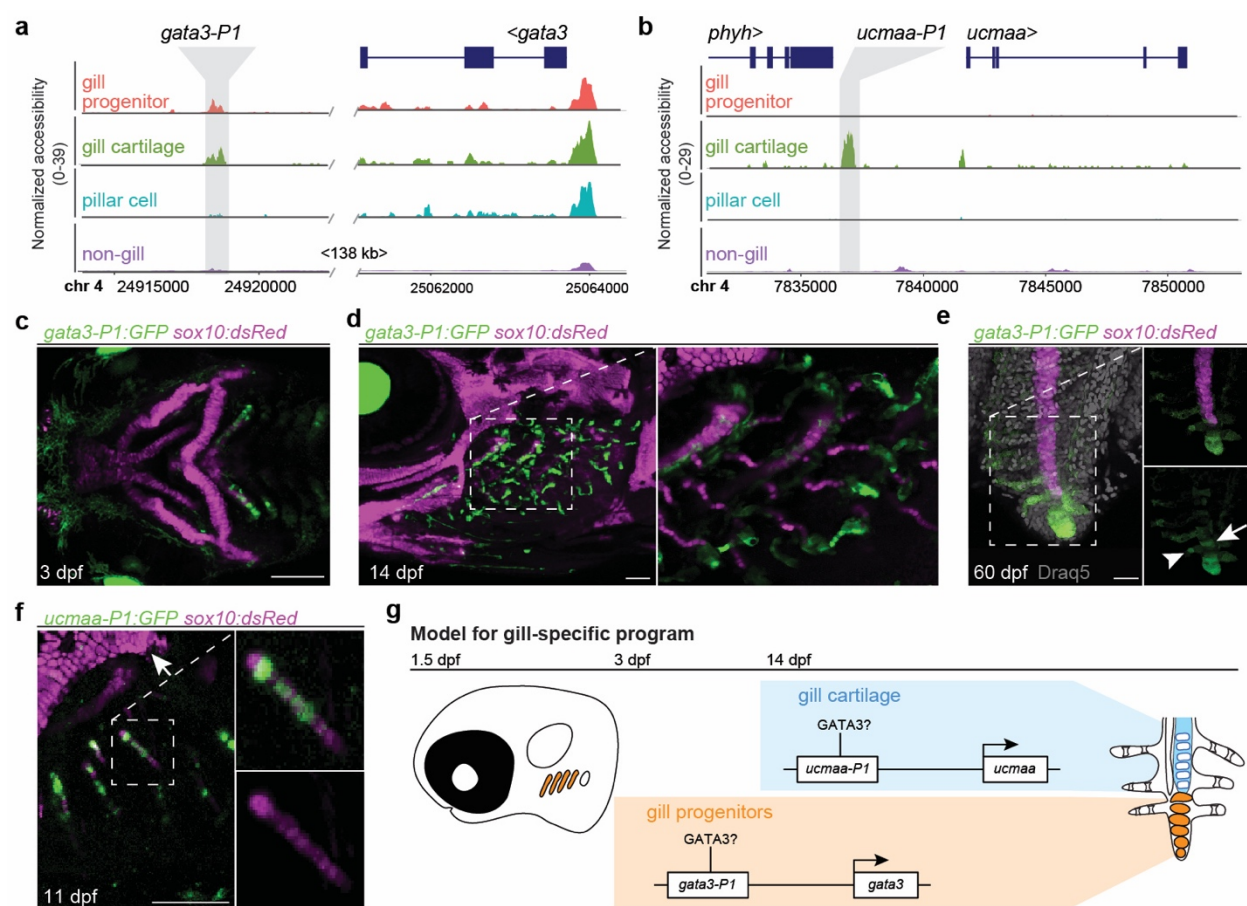 a
gata3-P1
<gata3
Normalized accessibility
(0-39)
gill
progenitor
gill cartilage
pillar cell
non-gill
<138 kb>
chr 4
24915000
24920000
25062000
25064000
b
phyh>
ucmaa-P1
ucmaa>
Normalized accessibility
(0-29)
gill
progenitor
gill cartilage
pillar cell
non-gill
chr 4
7835000
7840000
7845000
7850000
c
gata3-P1:GFP sox10:dsRed
3 dpf
d
gata3-P1:GFP sox10:dsRed
14 dpf
e
gata3-P1:GFP sox10:dsRed
60 dpf Draq5
f
ucmaa-P1:GFP sox10:dsRed
11 dpf
g
Model for gill-specific program
1.5 dpf 3 dpf 14 dpf
gill cartilage
GATA3?
ucmaa-P1 ucmaa
gill progenitors
GATA3?
gata3-P1 gata3